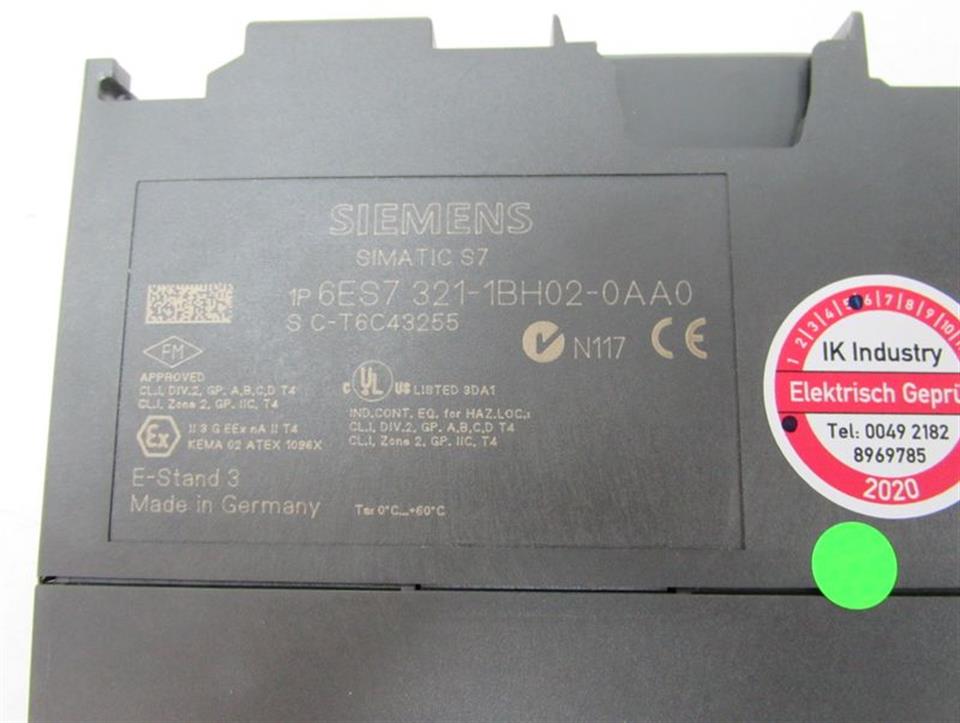 SIEMENS
SIMATIC S7
1P 6ES7 321-1BH02-0AA0
S C-T6C43255
N117 CE
FM
APPROVED
CL.I, DIV.2, GP. A,B,C,D T4
CL.I, Zone 2, GP. IIC, T4
C UL US LISTED 3DA1
IND.CONT. EQ. for HAZ.LOC.:
CL.I, DIV.2, GP. A,B,C,D T4
CL.I, Zone 2, GP. IIC, T4
Ex
II 3 G EEx nA II T4
KEMA 02 ATEX 1096X
E-Stand 3
Made in Germany
Ta: 0°C...+60°C
1 2 3 4 5 6 7 8 9 10
IK Industry
Elektrisch Geprü
Tel: 0049 2182
8969785
2020